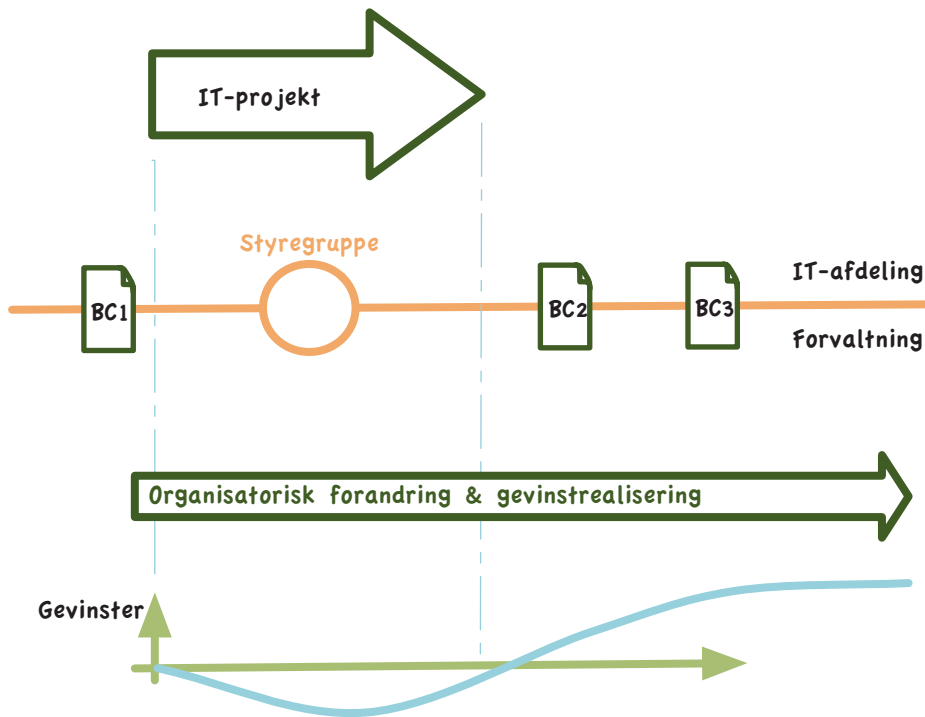 IT-projekt
Styregruppe
BC1
BC2
BC3
IT-afdeling
Forvaltning
Organisatorisk forandring & gevinstrealisering
Gevinster